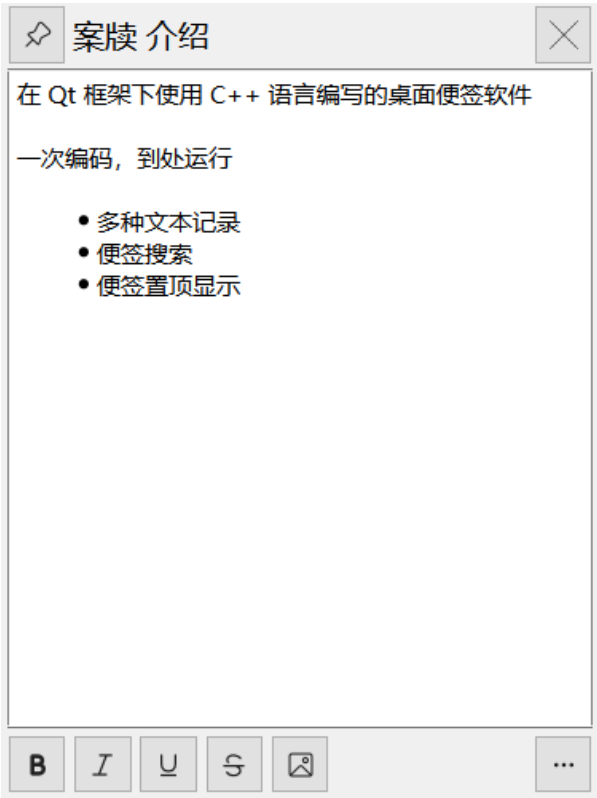 案牍 介绍
在 Qt 框架下使用 C++ 语言编写的桌面便签软件
一次编码，到处运行
• 多种文本记录
• 便签搜索
• 便签置顶显示
B I U S ...